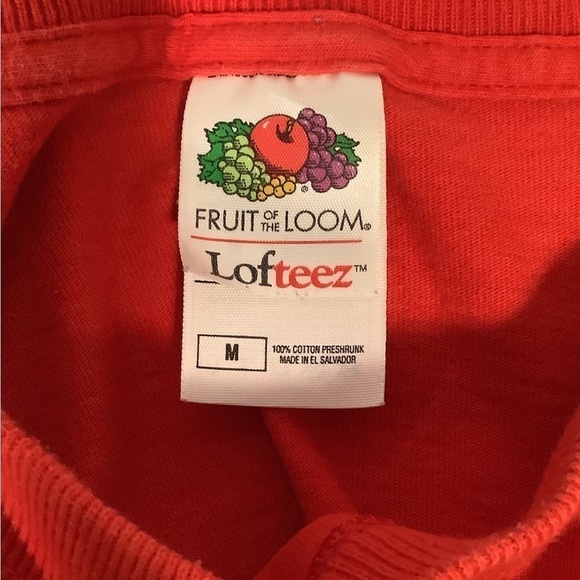 FRUIT OF THE LOOM®
Lofteez™
M
100% COTTON PRESHRUNK
MADE IN EL SALVADOR